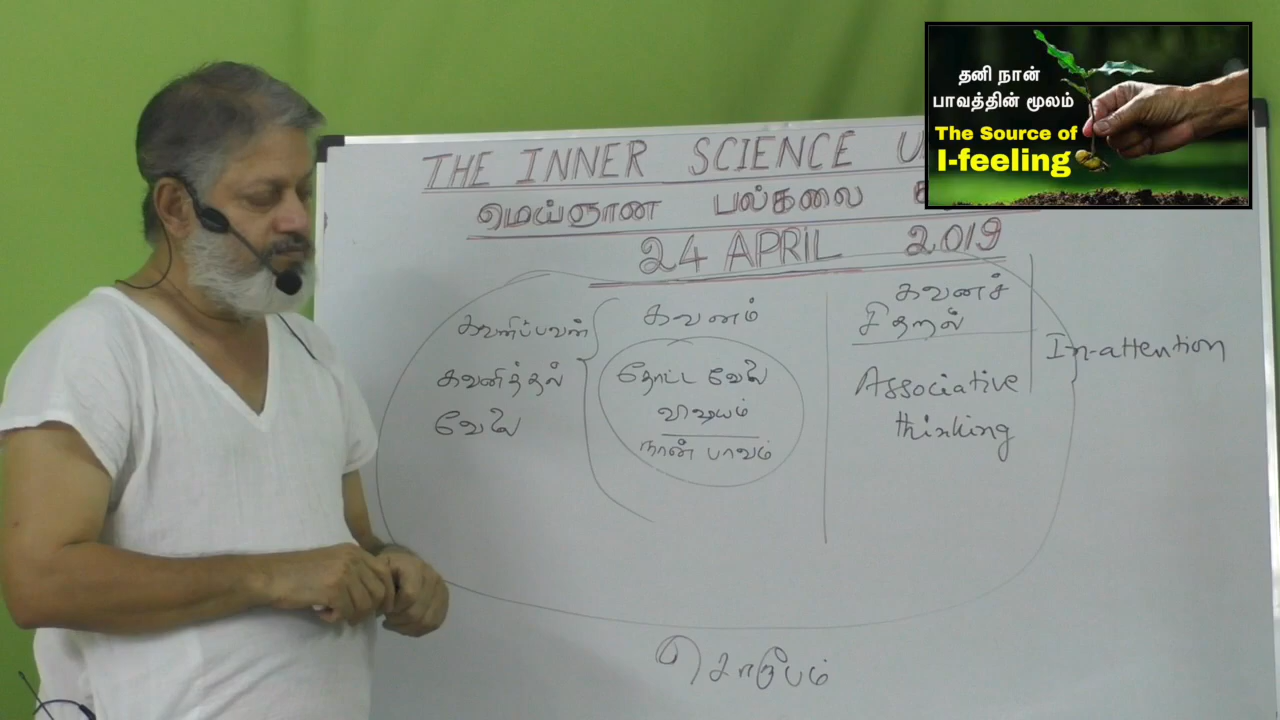 தனி நான்
பாவத்தின் மூலம்
The Source of
I-feeling
THE INNER SCIENCE U
மெய்ஞான பல்கலை
24 APRIL 2019
கவனிப்பவன்
கவனித்தல்
வேலை
கவனம்
தோட்ட வேலை
விஷயம்
நான் பாவம்
கவனச்
சிதறல்
Associative
thinking
In-attention
சொரூபம்